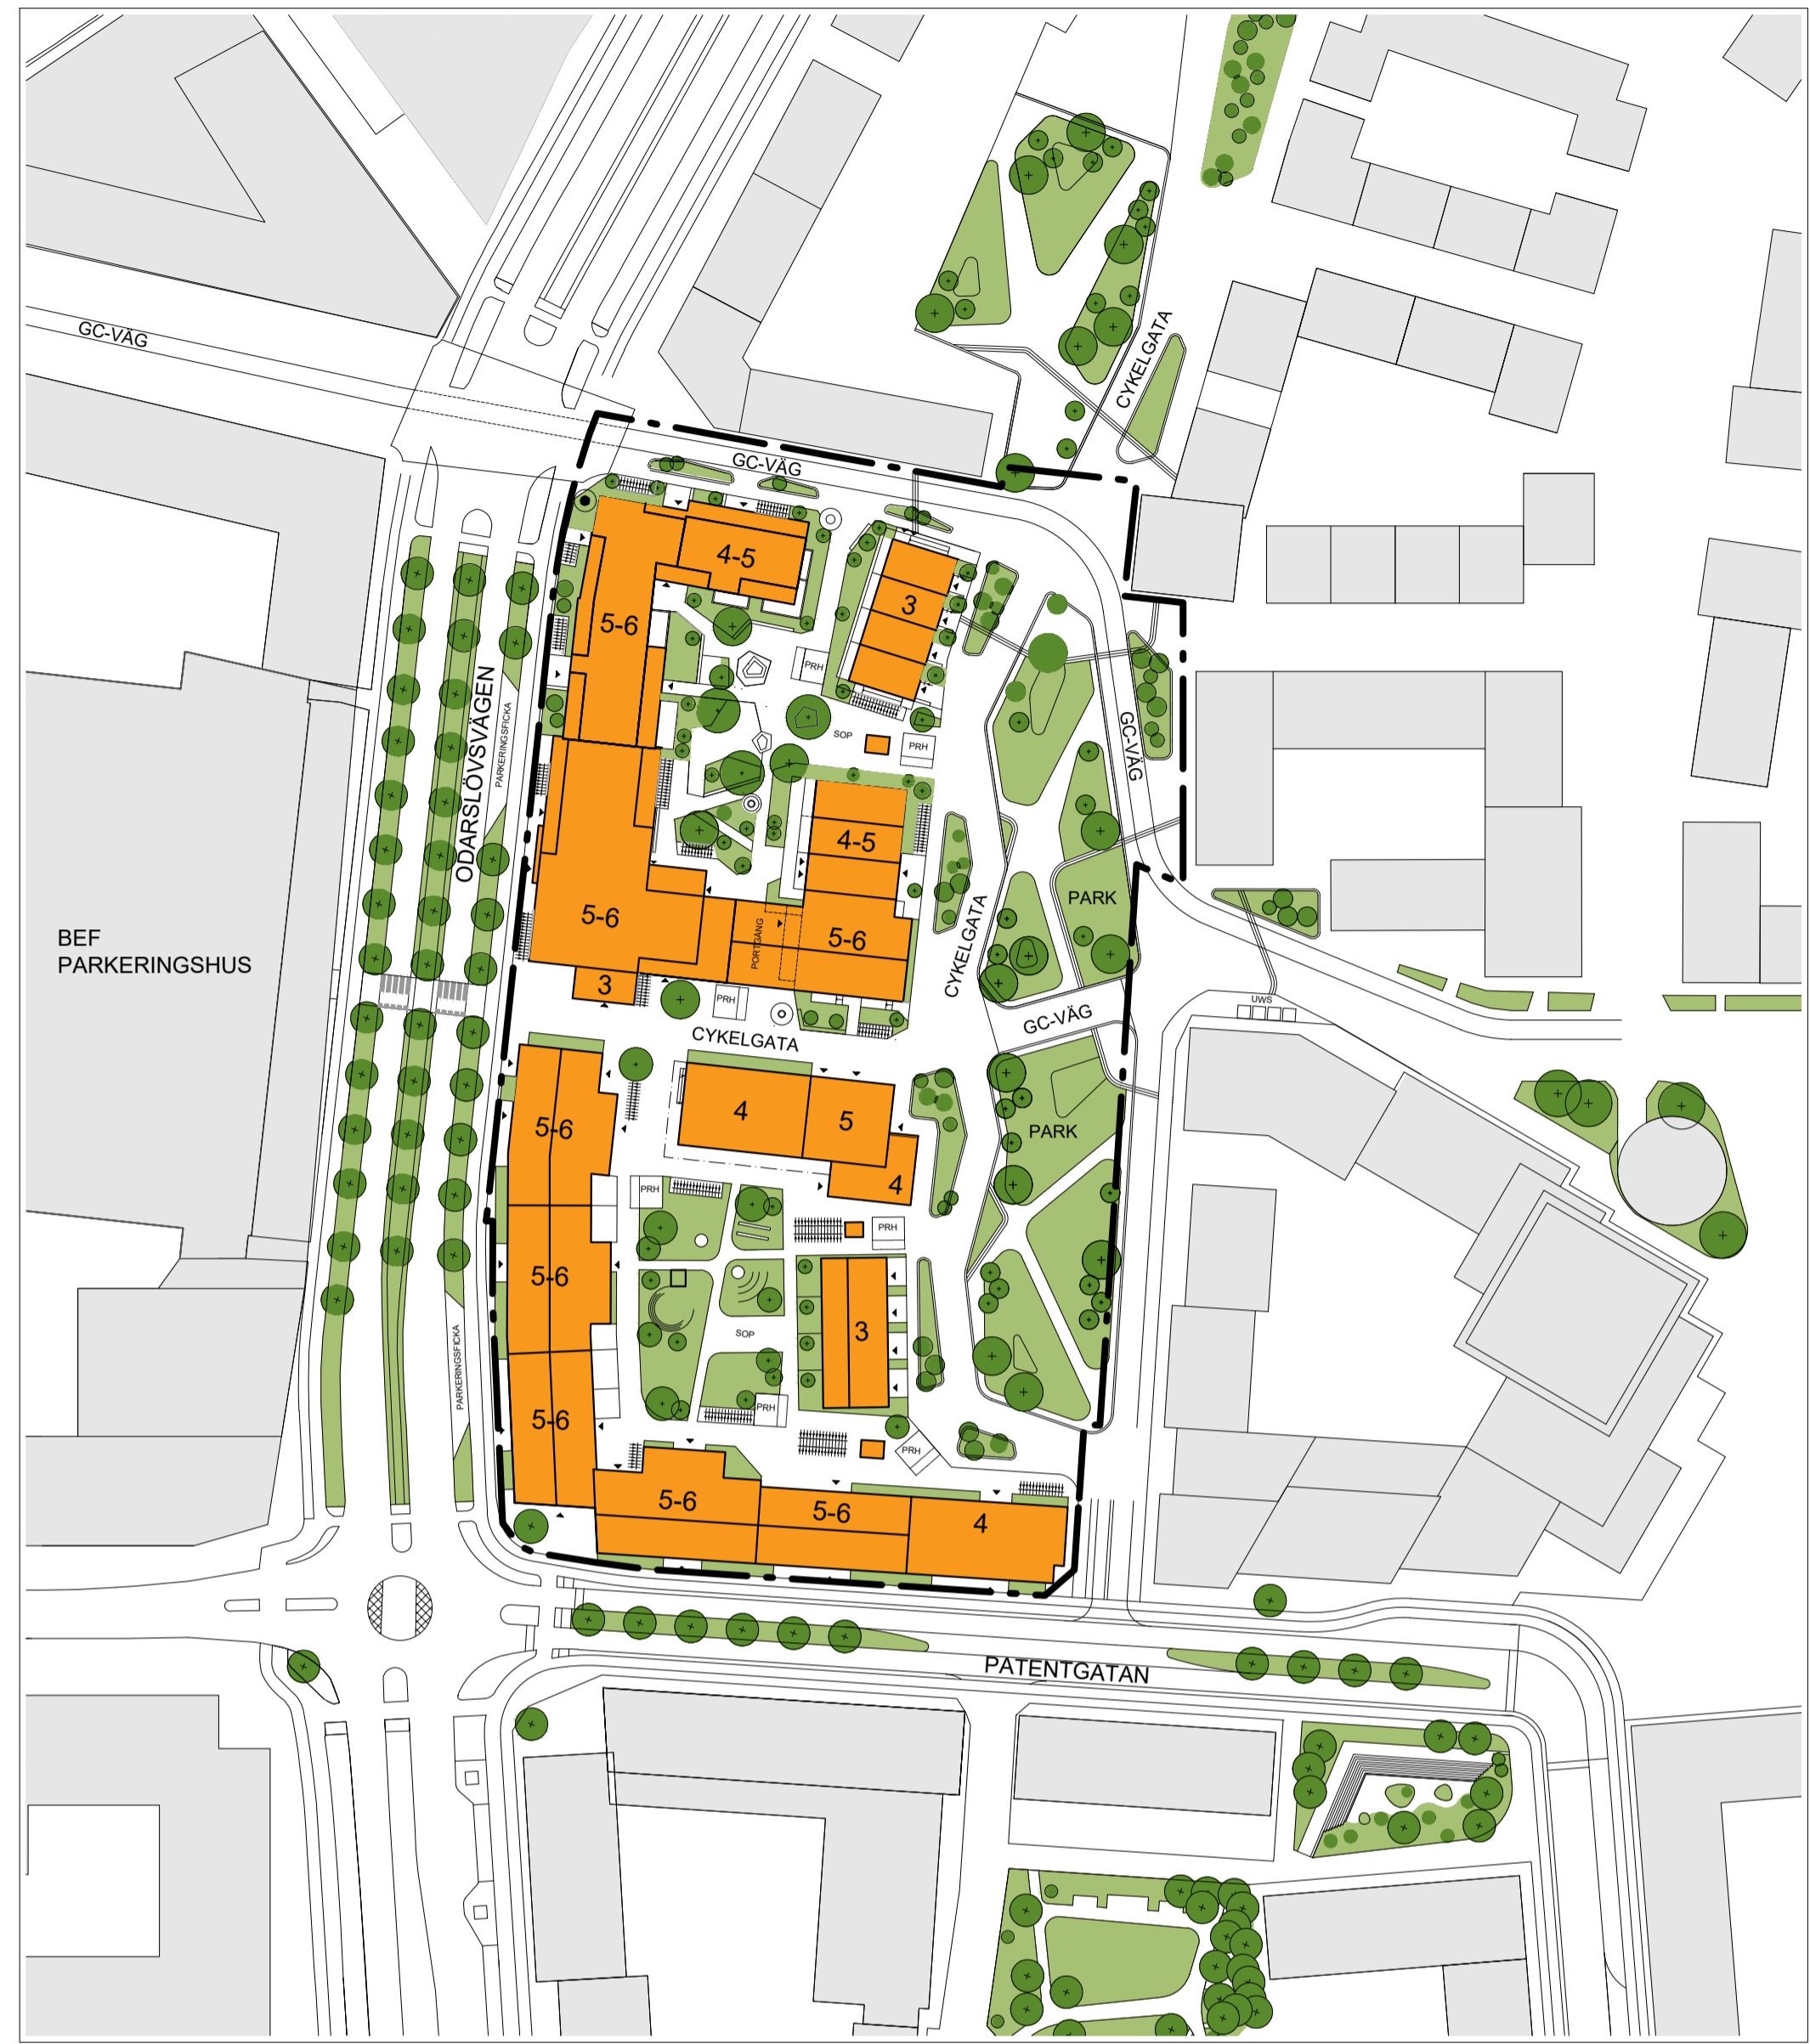 GC-VÄG
CYKELGATA
GC-VÄG
4-5
3
5-6
PRH
ODARSLÖVSVÄGEN
PARKERINGSFICKA
SOP
PRH
GC-VÄG
4-5
PARK
5-6
PORTGÅNG
5-6
CYKELGATA
BEF
PARKERINGSHUS
3
PRH
UWS
GC-VÄG
CYKELGATA
4
5
5-6
PARK
4
PRH
PRH
5-6
3
SOP
PARKERINGSFICKA
PRH
5-6
PRH
5-6
5-6
4
PATENTGATAN